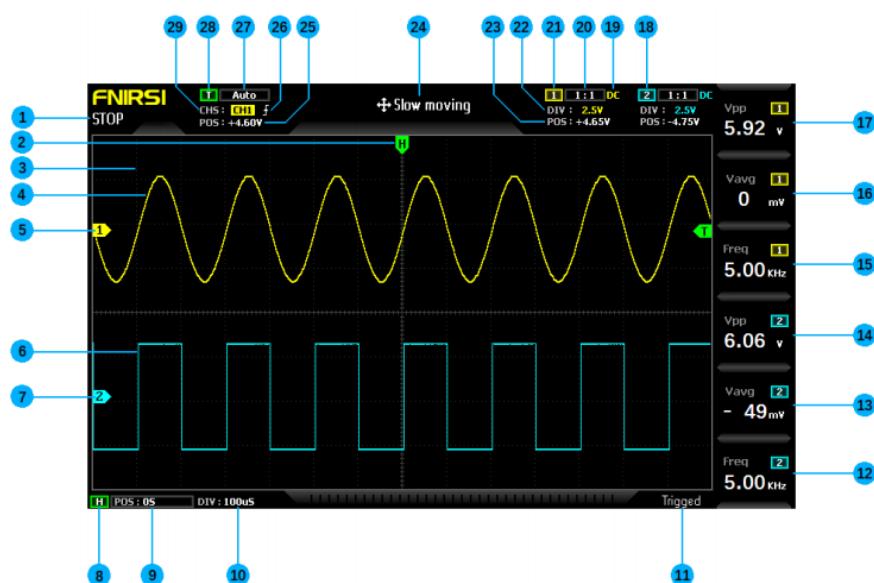 29 28 27 26 25 24 23 22 21 20 19 18
FNIRSI
T Auto
CHS: CH1
POS: +4.60V
Slow moving
1 1:1 DC
DIV: 2.5V
POS: +4.65V
2 1:1 DC
DIV: 2.5V
POS: -4.75V
1
STOP
2
H
3
4
5
1
T
6
7
2
Vpp 1
5.92 V
17
Vavg 1
0 mV
16
Freq 1
5.00 KHz
15
Vpp 2
6.06 V
14
Vavg 2
- 49 mV
13
Freq 2
5.00 KHz
12
H POS: 0S DIV: 100uS Trigged
8 9 10 11